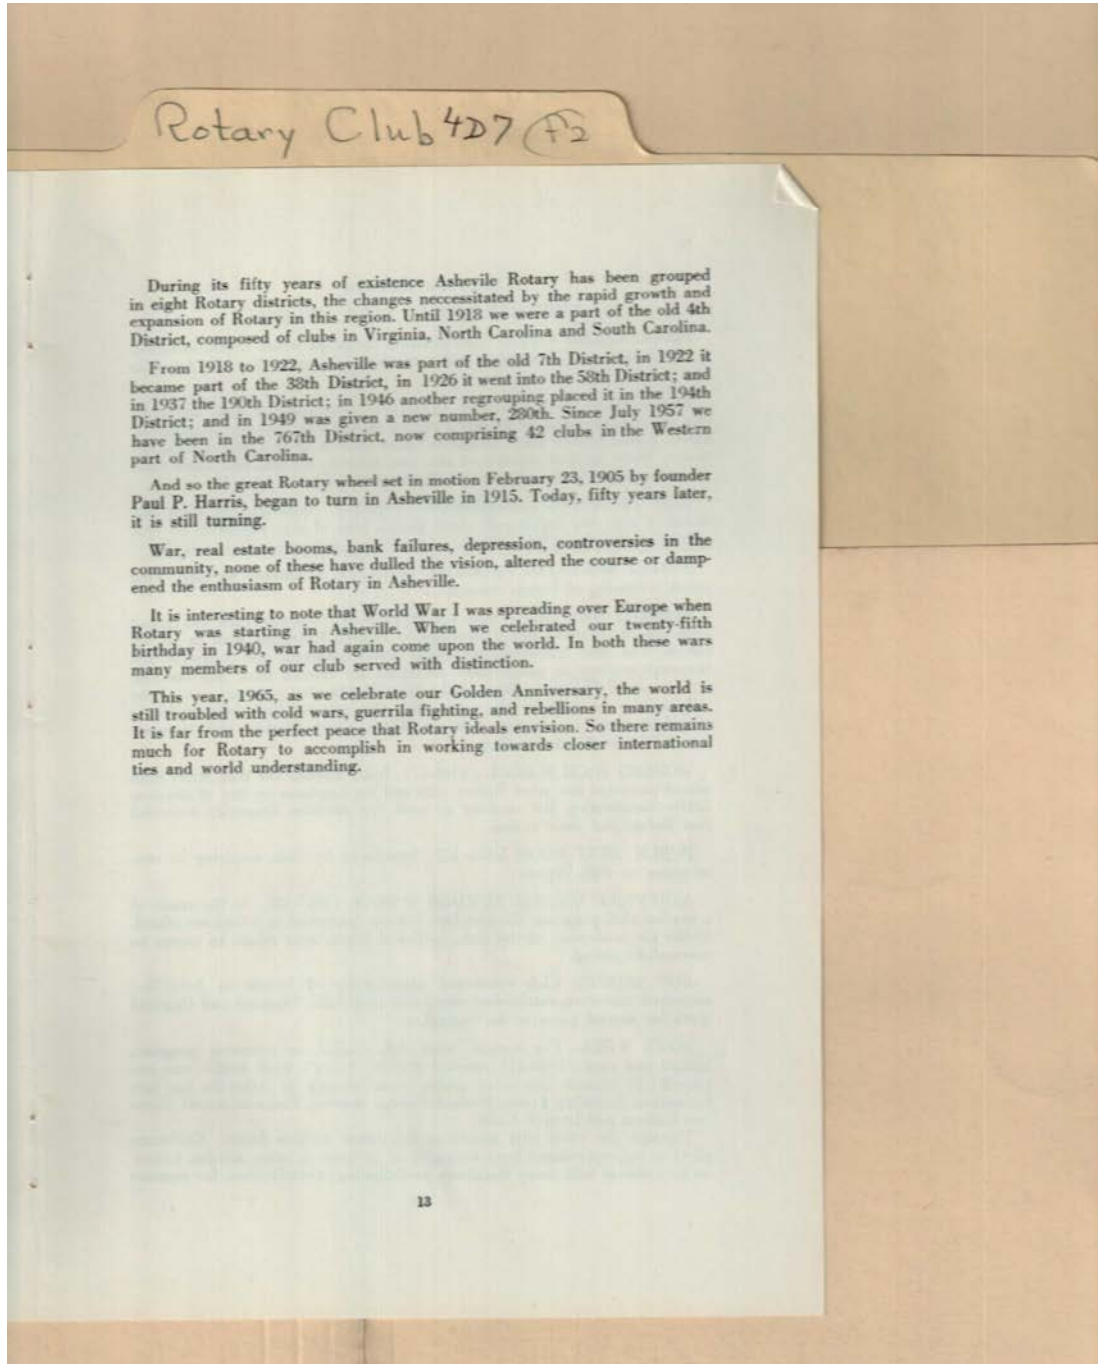 Rotary Club 4D7 F2
During its fifty years of existence Ashevile Rotary has been grouped
in eight Rotary districts, the changes neccessitated by the rapid growth and
expansion of Rotary in this region. Until 1918 we were a part of the old 4th
District, composed of clubs in Virginia, North Carolina and South Carolina.
From 1918 to 1922, Asheville was part of the old 7th District, in 1922 it
became part of the 38th District, in 1926 it went into the 58th District; and
in 1937 the 190th District; in 1946 another regrouping placed it in the 194th
District; and in 1949 was given a new number, 280th. Since July 1957 we
have been in the 767th District, now comprising 42 clubs in the Western
part of North Carolina.
And so the great Rotary wheel set in motion February 23, 1905 by founder
Paul P. Harris, began to turn in Asheville in 1915. Today, fifty years later,
it is still turning.
War, real estate booms, bank failures, depression, controversies in the
community, none of these have dulled the vision, altered the course or damp-
ened the enthusiasm of Rotary in Asheville.
It is interesting to note that World War I was spreading over Europe when
Rotary was starting in Asheville. When we celebrated our twenty-fifth
birthday in 1940, war had again come upon the world. In both these wars
many members of our club served with distinction.
This year, 1965, as we celebrate our Golden Anniversary, the world is
still troubled with cold wars, guerrila fighting, and rebellions in many areas.
It is far from the perfect peace that Rotary ideals envision. So there remains
much for Rotary to accomplish in working towards closer international
ties and world understanding.
13